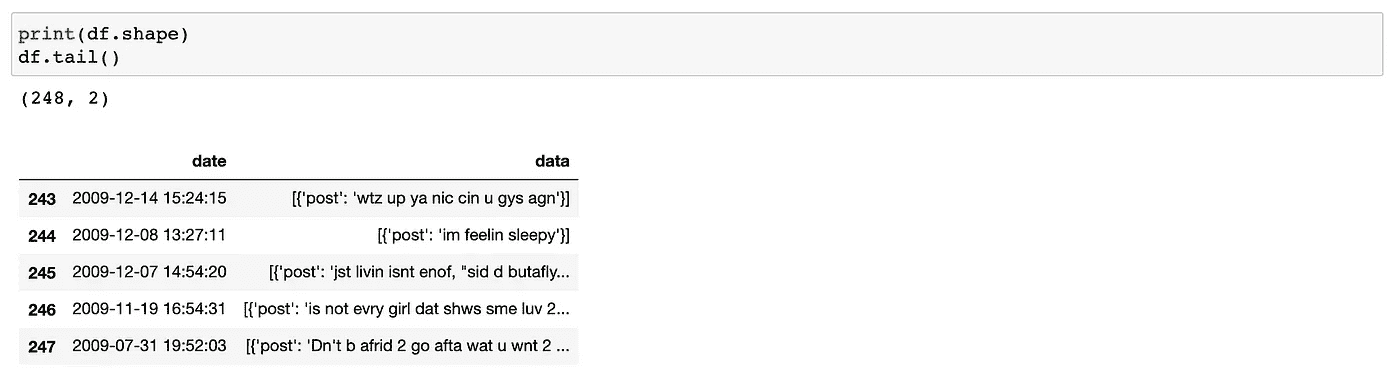 print(df.shape)
df.tail()
(248, 2)
date data
243 2009-12-14 15:24:15 [{'post': 'wtz up ya nic cin u gys agn'}]
244 2009-12-08 13:27:11 [{'post': 'im feelin sleepy'}]
245 2009-12-07 14:54:20 [{'post': 'jst livin isnt enof, "sid d butafly...
246 2009-11-19 16:54:31 [{'post': 'is not evry girl dat shws sme luv 2...
247 2009-07-31 19:52:03 [{'post': 'Dn't b afrid 2 go afta wat u wnt 2 ...